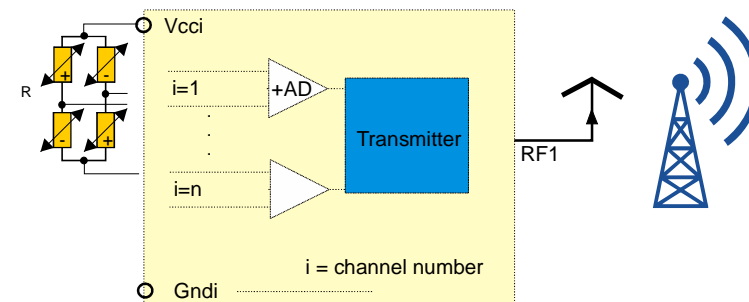 Vcci
R
+
-
-
+
i=1
+AD
.
.
.
Transmitter
RF1
i=n
i = channel number
Gndi